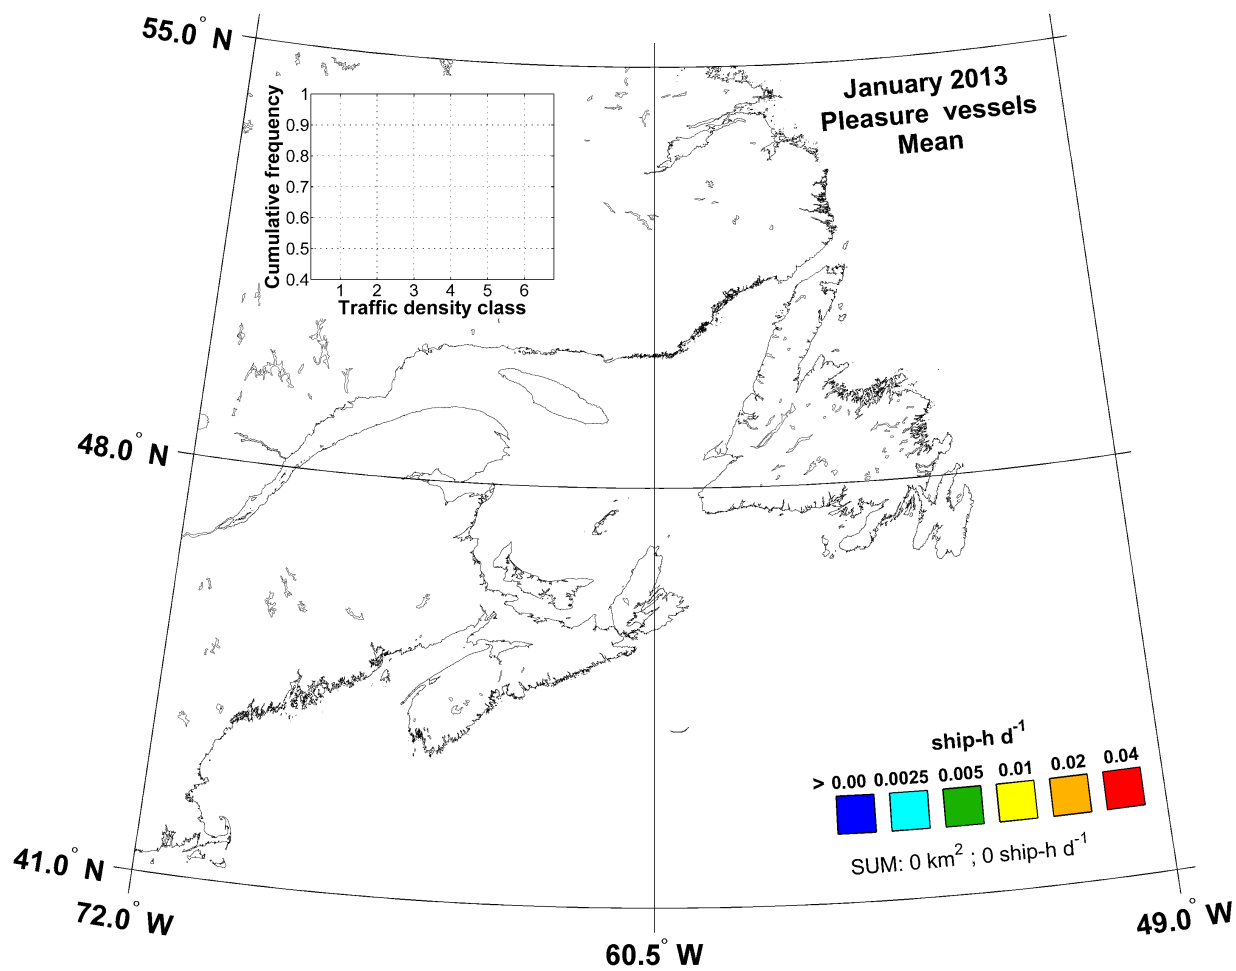 55.0° N
January 2013
Pleasure vessels
Mean
Cumulative frequency
1
0.9
0.8
0.7
0.6
0.5
0.4
1 2 3 4 5 6
Traffic density class
48.0° N
ship-h d-1
> 0.00 0.0025 0.005 0.01 0.02 0.04
SUM: 0 km2 ; 0 ship-h d-1
41.0° N
72.0° W
60.5° W
49.0° W